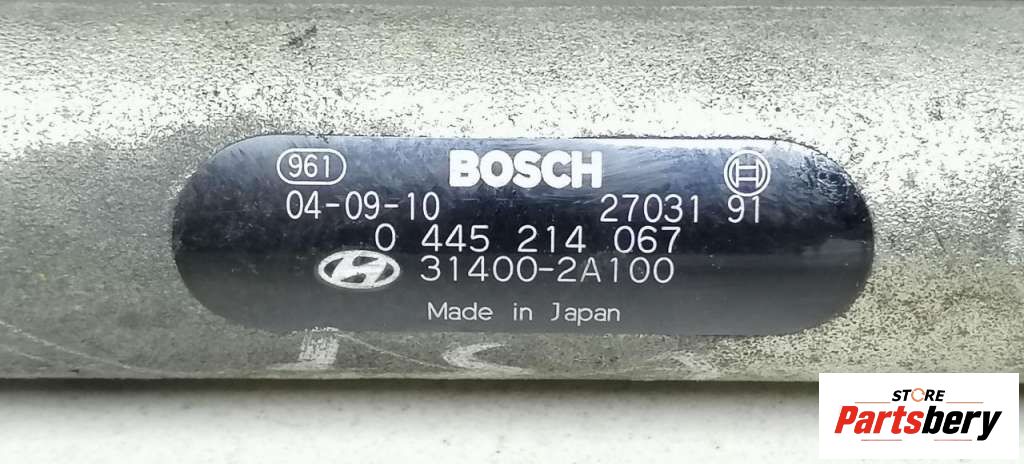 961 BOSCH
04-09-10 27031 91
0 445 214 067
31400-2A100
Made in Japan
STORE
Partsbery